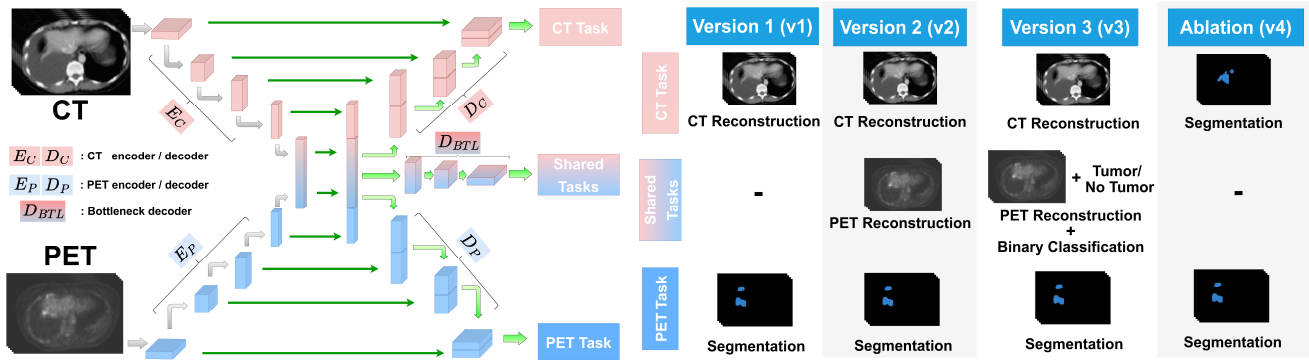 CT
E_C
D_C
CT Task
D_BTL
Shared
Tasks
E_C D_C : CT encoder / decoder
E_P D_P : PET encoder / decoder
D_BTL : Bottleneck decoder
PET
E_P
D_P
PET Task
Version 1 (v1)
Version 2 (v2)
Version 3 (v3)
Ablation (v4)
CT Task
CT Reconstruction
CT Reconstruction
CT Reconstruction
Segmentation
Shared
Tasks
-
PET Reconstruction
+ Tumor/
No Tumor
PET Reconstruction
+
Binary Classification
-
PET Task
Segmentation
Segmentation
Segmentation
Segmentation